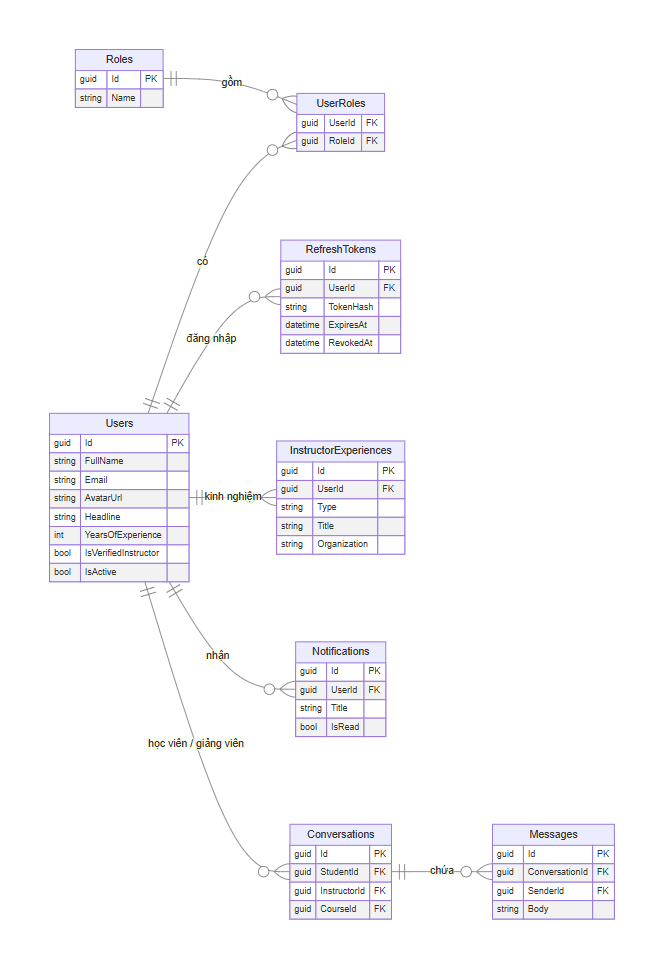 Roles
guid Id PK
string Name
gồm
UserRoles
guid UserId FK
guid RoleId FK
có
RefreshTokens
guid Id PK
guid UserId FK
string TokenHash
datetime ExpiresAt
datetime RevokedAt
đăng nhập
Users
guid Id PK
string FullName
string Email
string AvatarUrl
string Headline
int YearsOfExperience
bool IsVerifiedInstructor
bool IsActive
kinh nghiệm
InstructorExperiences
guid Id PK
guid UserId FK
string Type
string Title
string Organization
nhận
Notifications
guid Id PK
guid UserId FK
string Title
bool IsRead
học viên / giảng viên
Conversations
guid Id PK
guid StudentId FK
guid InstructorId FK
guid CourseId FK
chứa
Messages
guid Id PK
guid ConversationId FK
guid SenderId FK
string Body